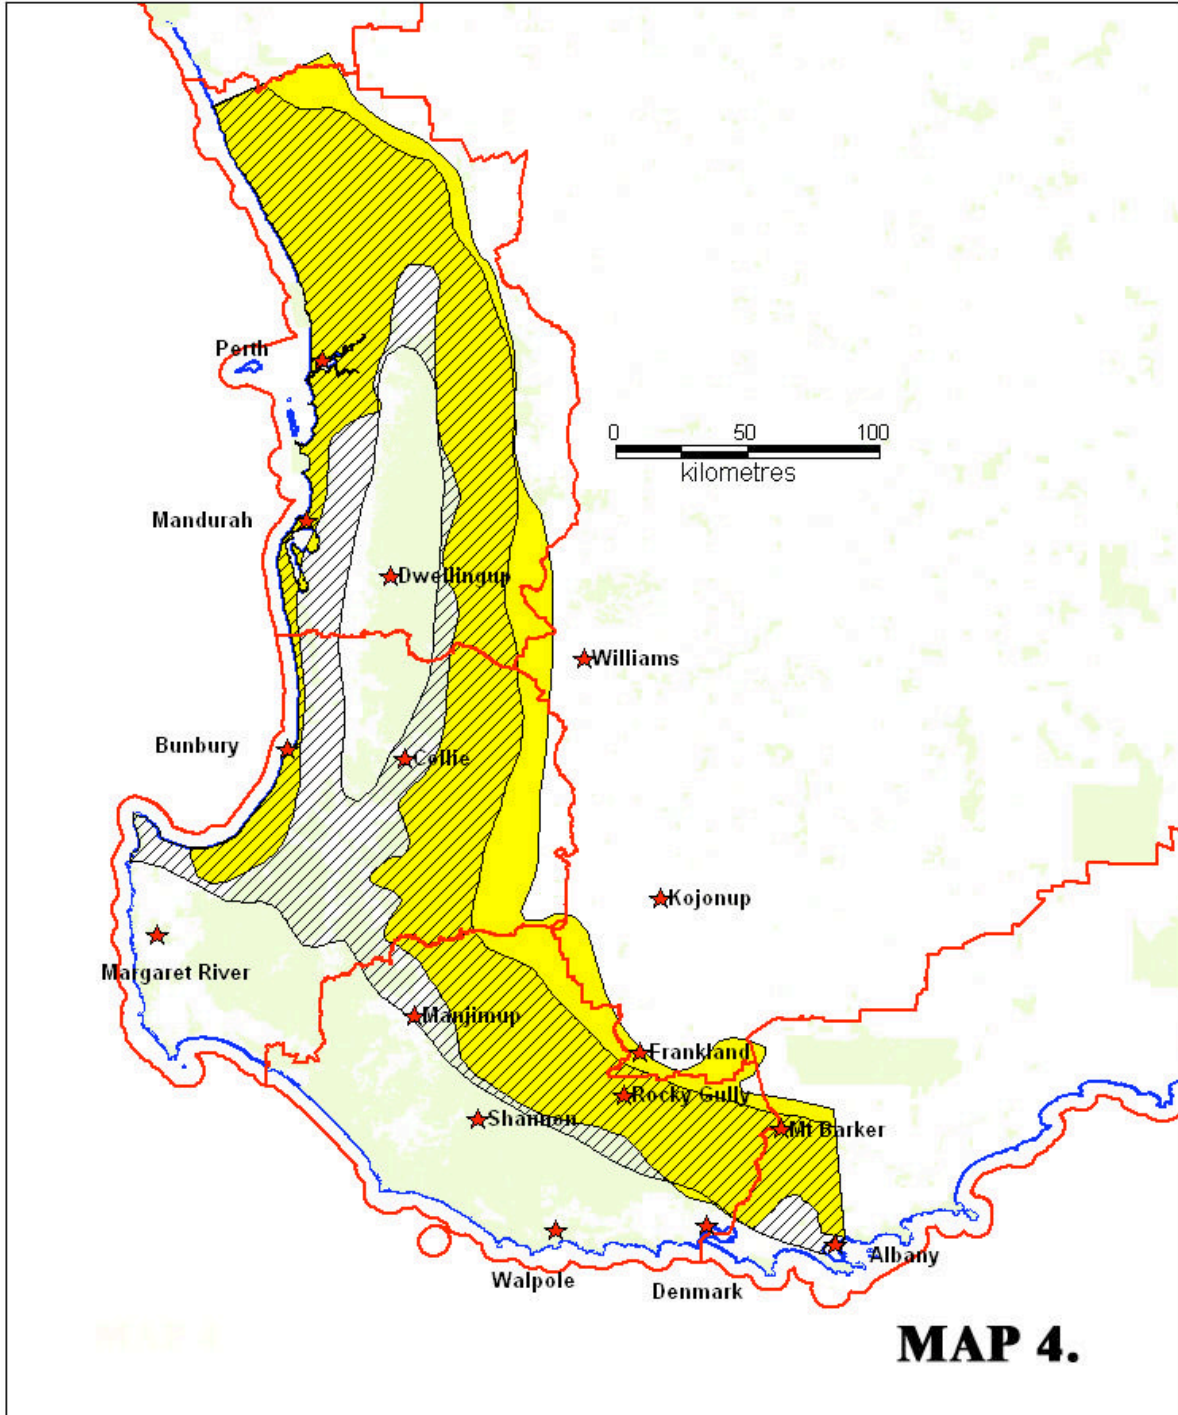 Perth
0 50 100
kilometres
Mandurah
Dwellingup
Williams
Bunbury
Collie
Kojonup
Margaret River
Manjimup
Frankland
Rocky Gully
Shannon
Mt Barker
Albany
Walpole
Denmark
MAP 4.